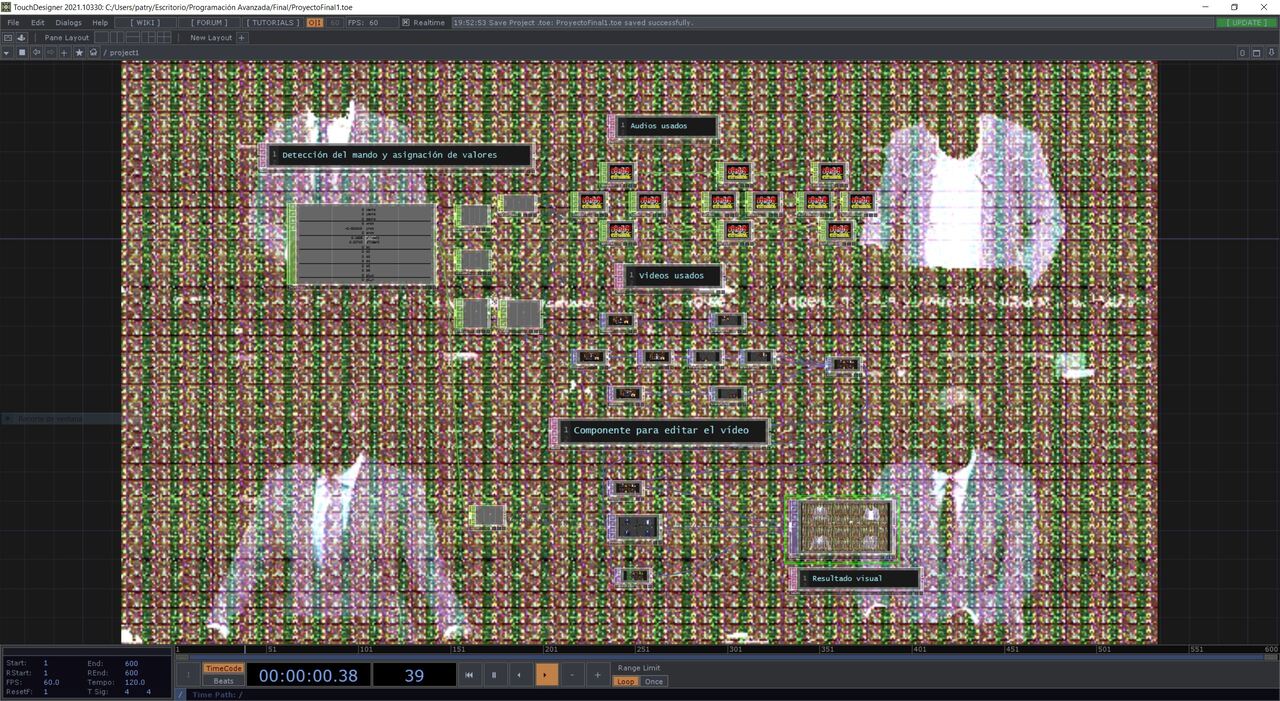 TouchDesigner 2021.10330: C:/Users/patry/Escritorio/Programación Avanzada/Final/ProyectoFinal1.toe
File Edit Dialogs Help [ WIKI ] [ FORUM ] [ TUTORIALS ] O|I 60 FPS: 60 Realtime 19:52:53 Save Project .toe: ProyectoFinal1.toe saved successfully. [ UPDATE ]
Pane Layout New Layout +
/ project1
1 Audios usados
1 Detección del mando y asignación de valores
1 Vídeos usados
Recorte de ventana
1 Componente para editar el vídeo
1 Resultado visual
1 51 101 151 201 251 301 351 401 451 501 551 600
Start: 1 End: 600
RStart: 1 REnd: 600
FPS: 60.0 Tempo: 120.0
ResetF: 1 T Sig: 4 4
TimeCode
Beats
00:00:00.38
39
Range Limit
Loop Once
/ Time Path: /